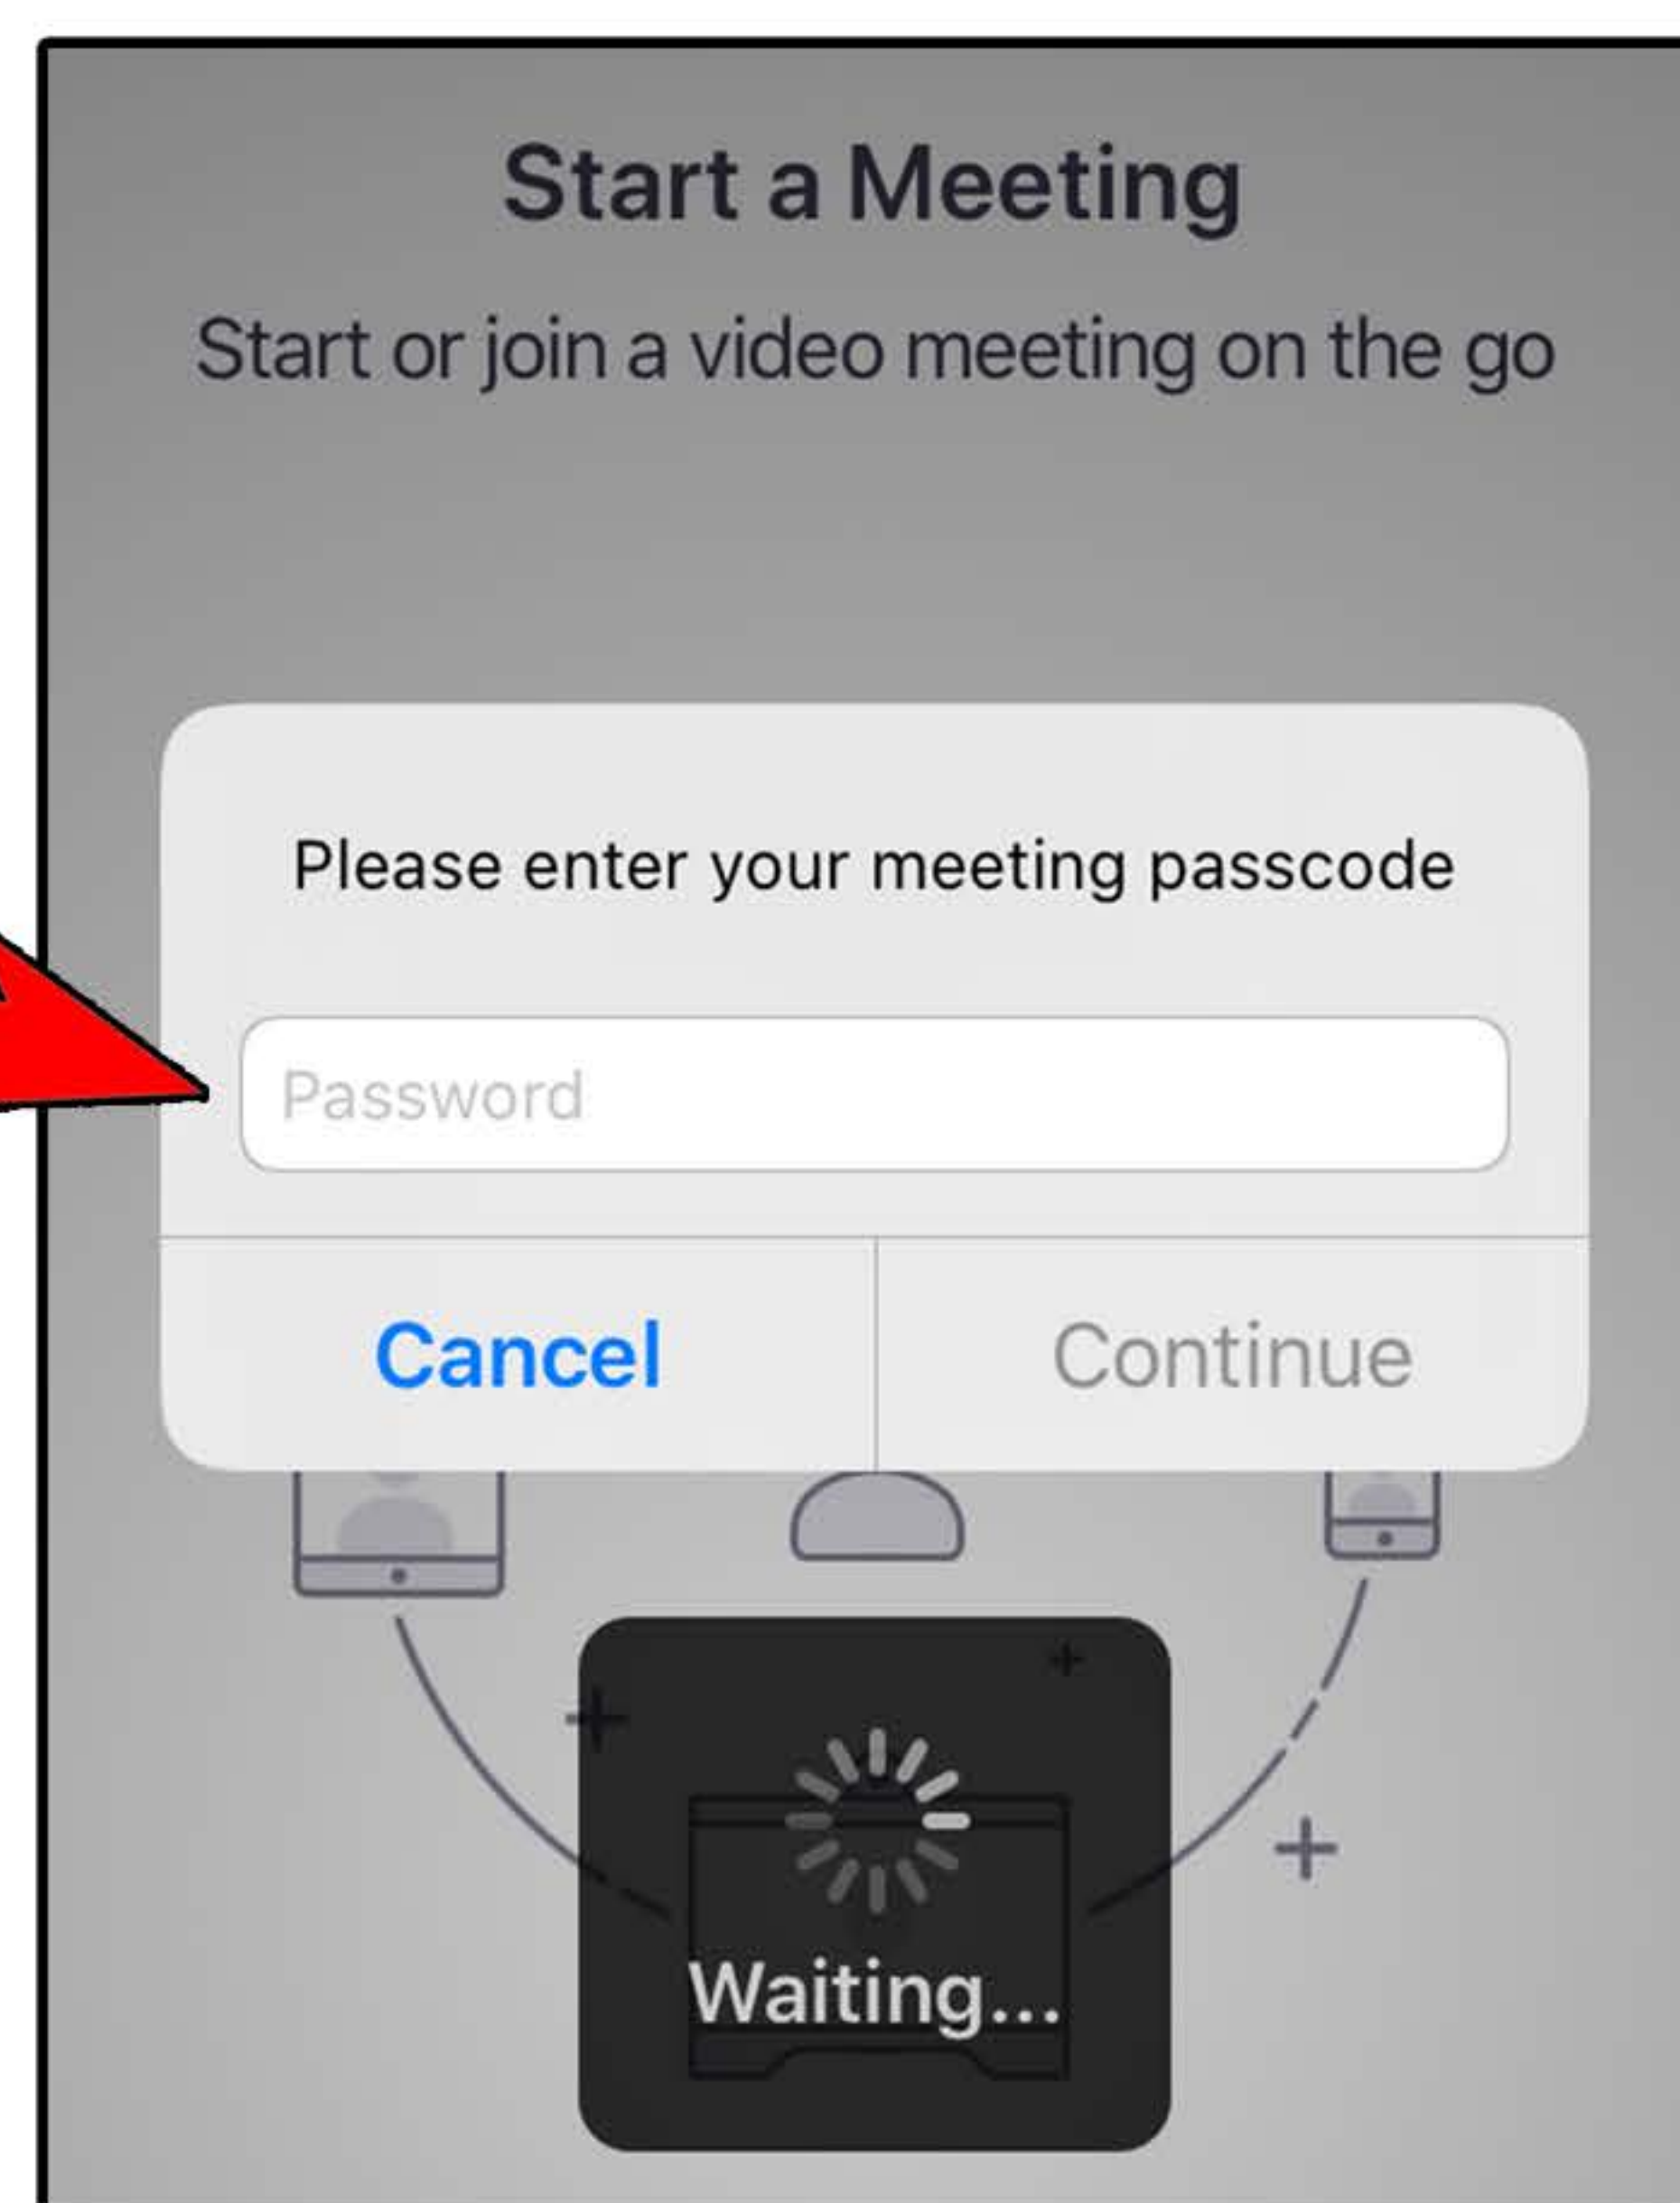 Start a Meeting
Start or join a video meeting on the go
Please enter your meeting passcode
Password
Cancel
Continue
Waiting...